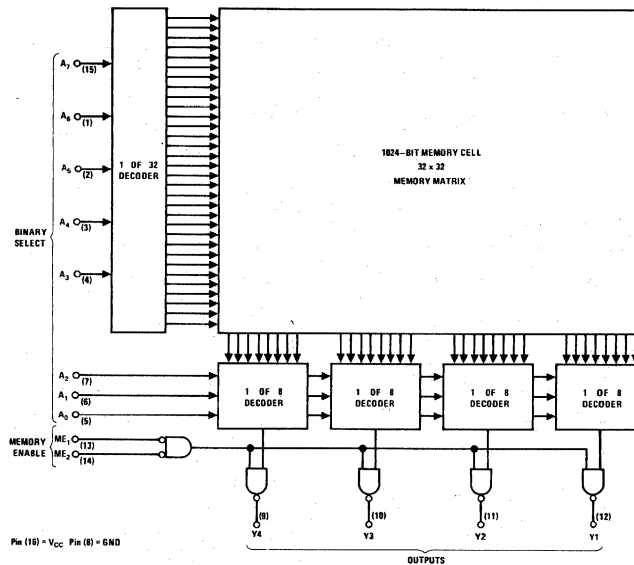 A7 (15)
A6 (1)
A5 (2)
A4 (3)
A3 (4)
BINARY
SELECT
1 OF 32
DECODER
1024-BIT MEMORY CELL
32 x 32
MEMORY MATRIX
A2 (7)
A1 (6)
A0 (5)
1 OF 8
DECODER
1 OF 8
DECODER
1 OF 8
DECODER
1 OF 8
DECODER
MEMORY
ENABLE
ME1 (13)
ME2 (14)
(9)
(10)
(11)
(12)
Y4
Y3
Y2
Y1
Pin (16) = VCC Pin (8) = GND
OUTPUTS